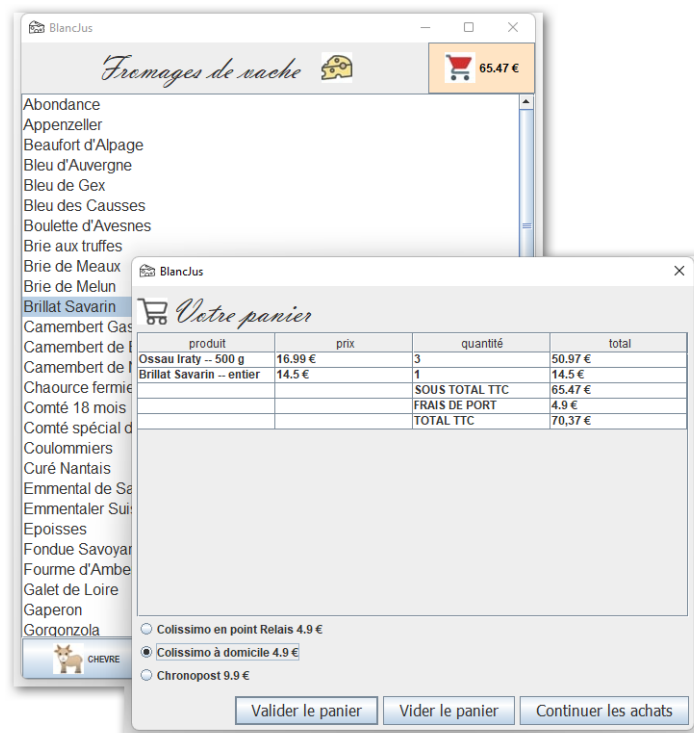 BlancJus
Fromages de vache
65.47 €
Abondance
Appenzeller
Beaufort d'Alpage
Bleu d'Auvergne
Bleu de Gex
Bleu des Causses
Boulette d'Avesnes
Brie aux truffes
Brie de Meaux
Brie de Melun
Brillat Savarin
Camembert Gas
Camembert de
Camembert de
Chaource fermie
Comté 18 mois
Comté spécial d
Coulommiers
Curé Nantais
Emmental de Sa
Emmentaler Sui
Epoisses
Fondue Savoyar
Fourme d'Ambe
Galet de Loire
Gaperon
Gorgonzola
CHEVRE
BlancJus
Votre panier
produit prix quantité total
Ossau Iraty -- 500 g 16.99 € 3 50.97 €
Brillat Savarin -- entier 14.5 € 1 14.5 €
SOUS TOTAL TTC 65.47 €
FRAIS DE PORT 4.9 €
TOTAL TTC 70,37 €
Colissimo en point Relais 4.9 €
Colissimo à domicile 4.9 €
Chronopost 9.9 €
Valider le panier Vider le panier Continuer les achats